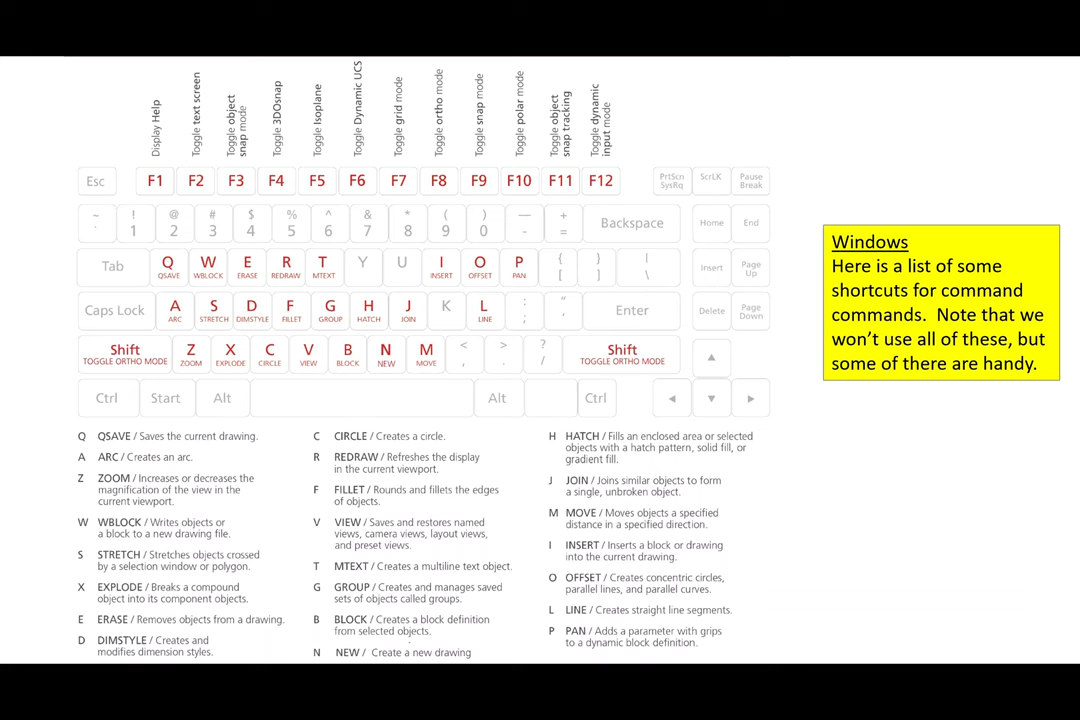 Display Help
Toggle text screen
Toggle object
snap mode
Toggle 3DOsnap
Toggle Isoplane
Toggle Dynamic UCS
Toggle grid mode
Toggle ortho mode
Toggle snap mode
Toggle polar mode
Toggle object
snap tracking
Toggle dynamic
input mode
Esc F1 F2 F3 F4 F5 F6 F7 F8 F9 F10 F11 F12 PrtScn ScrLK Pause
SysRq Break
~ ! @ # $ % ^ & * ( ) — + Backspace Home End
` 1 2 3 4 5 6 7 8 9 0 - =
Tab Q W E R T Y U I O P { } | Insert Page
QSAVE WBLOCK ERASE REDRAW MTEXT INSERT OFFSET PAN [ ] \ Up
Caps Lock A S D F G H J K L : " Enter Delete Page
ARC STRETCH DIMSTYLE FILLET GROUP HATCH JOIN LINE ; , Down
Shift Z X C V B N M < > ? Shift ▲
TOGGLE ORTHO MODE ZOOM EXPLODE CIRCLE VIEW BLOCK NEW MOVE , . / TOGGLE ORTHO MODE
Ctrl Start Alt Alt Ctrl ◄ ▼ ►
Q QSAVE / Saves the current drawing.
A ARC / Creates an arc.
Z ZOOM / Increases or decreases the
magnification of the view in the
current viewport.
W WBLOCK / Writes objects or
a block to a new drawing file.
S STRETCH / Stretches objects crossed
by a selection window or polygon.
X EXPLODE / Breaks a compound
object into its component objects.
E ERASE / Removes objects from a drawing.
D DIMSTYLE / Creates and
modifies dimension styles.
C CIRCLE / Creates a circle.
R REDRAW / Refreshes the display
in the current viewport.
F FILLET / Rounds and fillets the edges
of objects.
V VIEW / Saves and restores named
views, camera views, layout views,
and preset views.
T MTEXT / Creates a multiline text object.
G GROUP / Creates and manages saved
sets of objects called groups.
B BLOCK / Creates a block definition
from selected objects.
N NEW / Create a new drawing
H HATCH / Fills an enclosed area or selected
objects with a hatch pattern, solid fill, or
gradient fill.
J JOIN / Joins similar objects to form
a single, unbroken object.
M MOVE / Moves objects a specified
distance in a specified direction.
I INSERT / Inserts a block or drawing
into the current drawing.
O OFFSET / Creates concentric circles,
parallel lines, and parallel curves.
L LINE / Creates straight line segments.
P PAN / Adds a parameter with grips
to a dynamic block definition.
Windows
Here is a list of some
shortcuts for command
commands. Note that we
won't use all of these, but
some of there are handy.